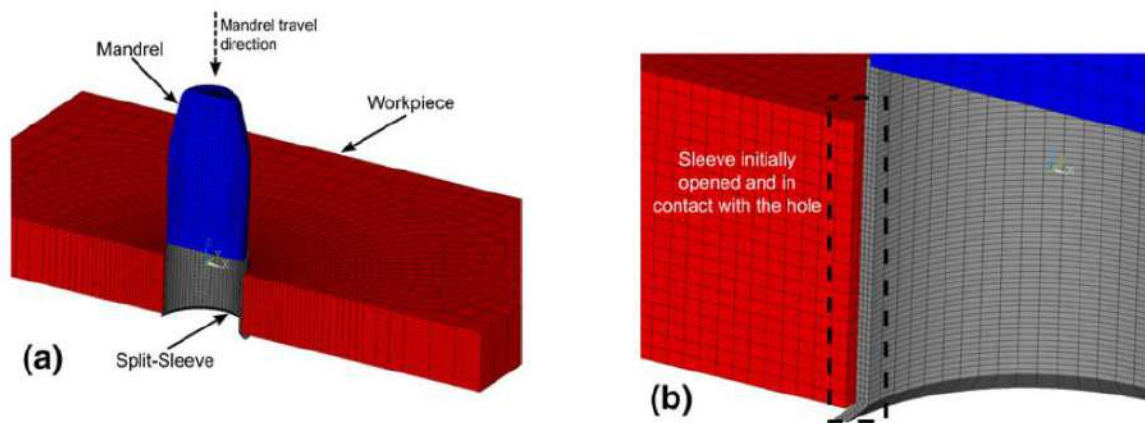 Mandrel travel
direction
Mandrel
Workpiece
Split-Sleeve
(a)
Sleeve initially
opened and in
contact with the hole
(b)